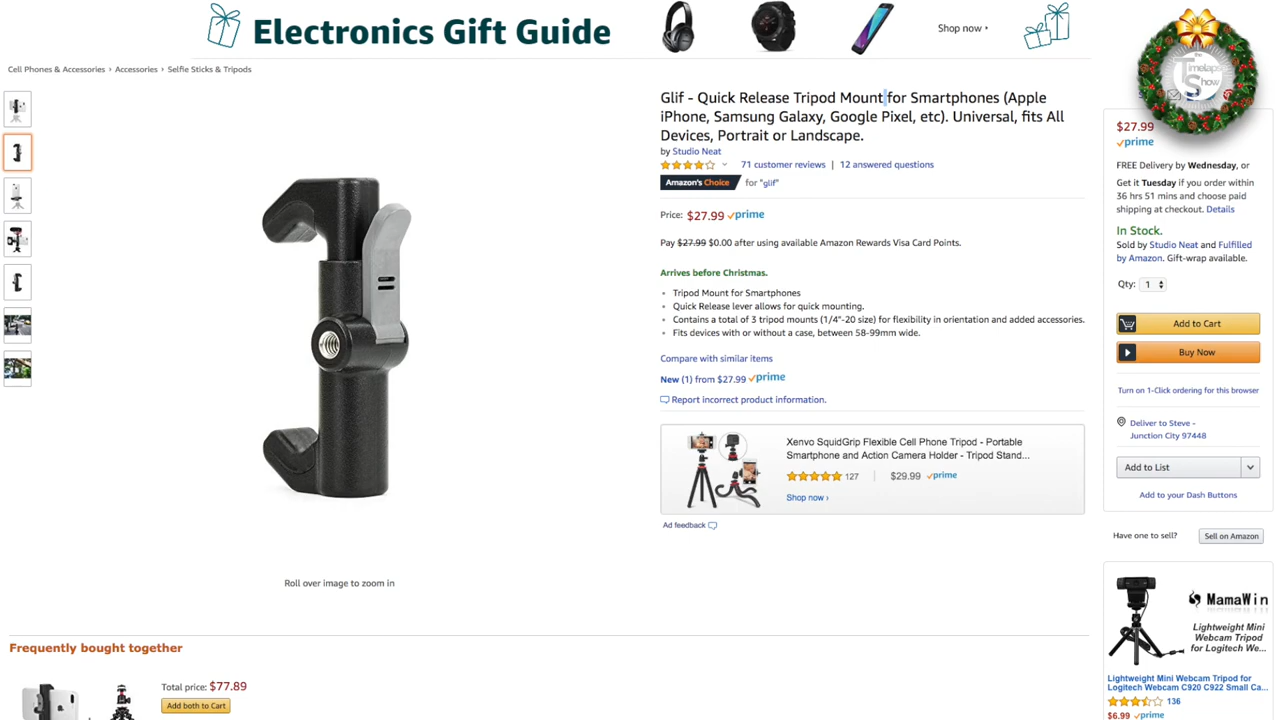 Electronics Gift Guide
Shop now ›
the
Timelapse
Show
Cell Phones & Accessories › Accessories › Selfie Sticks & Tripods
Glif - Quick Release Tripod Mount for Smartphones (Apple
iPhone, Samsung Galaxy, Google Pixel, etc). Universal, fits All
Devices, Portrait or Landscape.
by Studio Neat
71 customer reviews | 12 answered questions
Amazon's Choice for "glif"
Price: $27.99 prime
Pay $27.99 $0.00 after using available Amazon Rewards Visa Card Points.
Arrives before Christmas.
• Tripod Mount for Smartphones
• Quick Release lever allows for quick mounting.
• Contains a total of 3 tripod mounts (1/4"-20 size) for flexibility in orientation and added accessories.
• Fits devices with or without a case, between 58-99mm wide.
Compare with similar items
New (1) from $27.99 prime
Report incorrect product information.
Xenvo SquidGrip Flexible Cell Phone Tripod - Portable
Smartphone and Action Camera Holder - Tripod Stand...
127 | $29.99 prime
Shop now ›
Ad feedback
Roll over image to zoom in
Frequently bought together
Total price: $77.89
Add both to Cart
$27.99
prime
FREE Delivery by Wednesday, or
Get it Tuesday if you order within
36 hrs 51 mins and choose paid
shipping at checkout. Details
In Stock.
Sold by Studio Neat and Fulfilled
by Amazon. Gift-wrap available.
Qty: 1
Add to Cart
Buy Now
Turn on 1-Click ordering for this browser
Deliver to Steve -
Junction City 97448
Add to List
Add to your Dash Buttons
Have one to sell? Sell on Amazon
MamaWin
Lightweight Mini
Webcam Tripod
for Logitech We...
Lightweight Mini Webcam Tripod for
Logitech Webcam C920 C922 Small Ca...
136
$6.99 prime